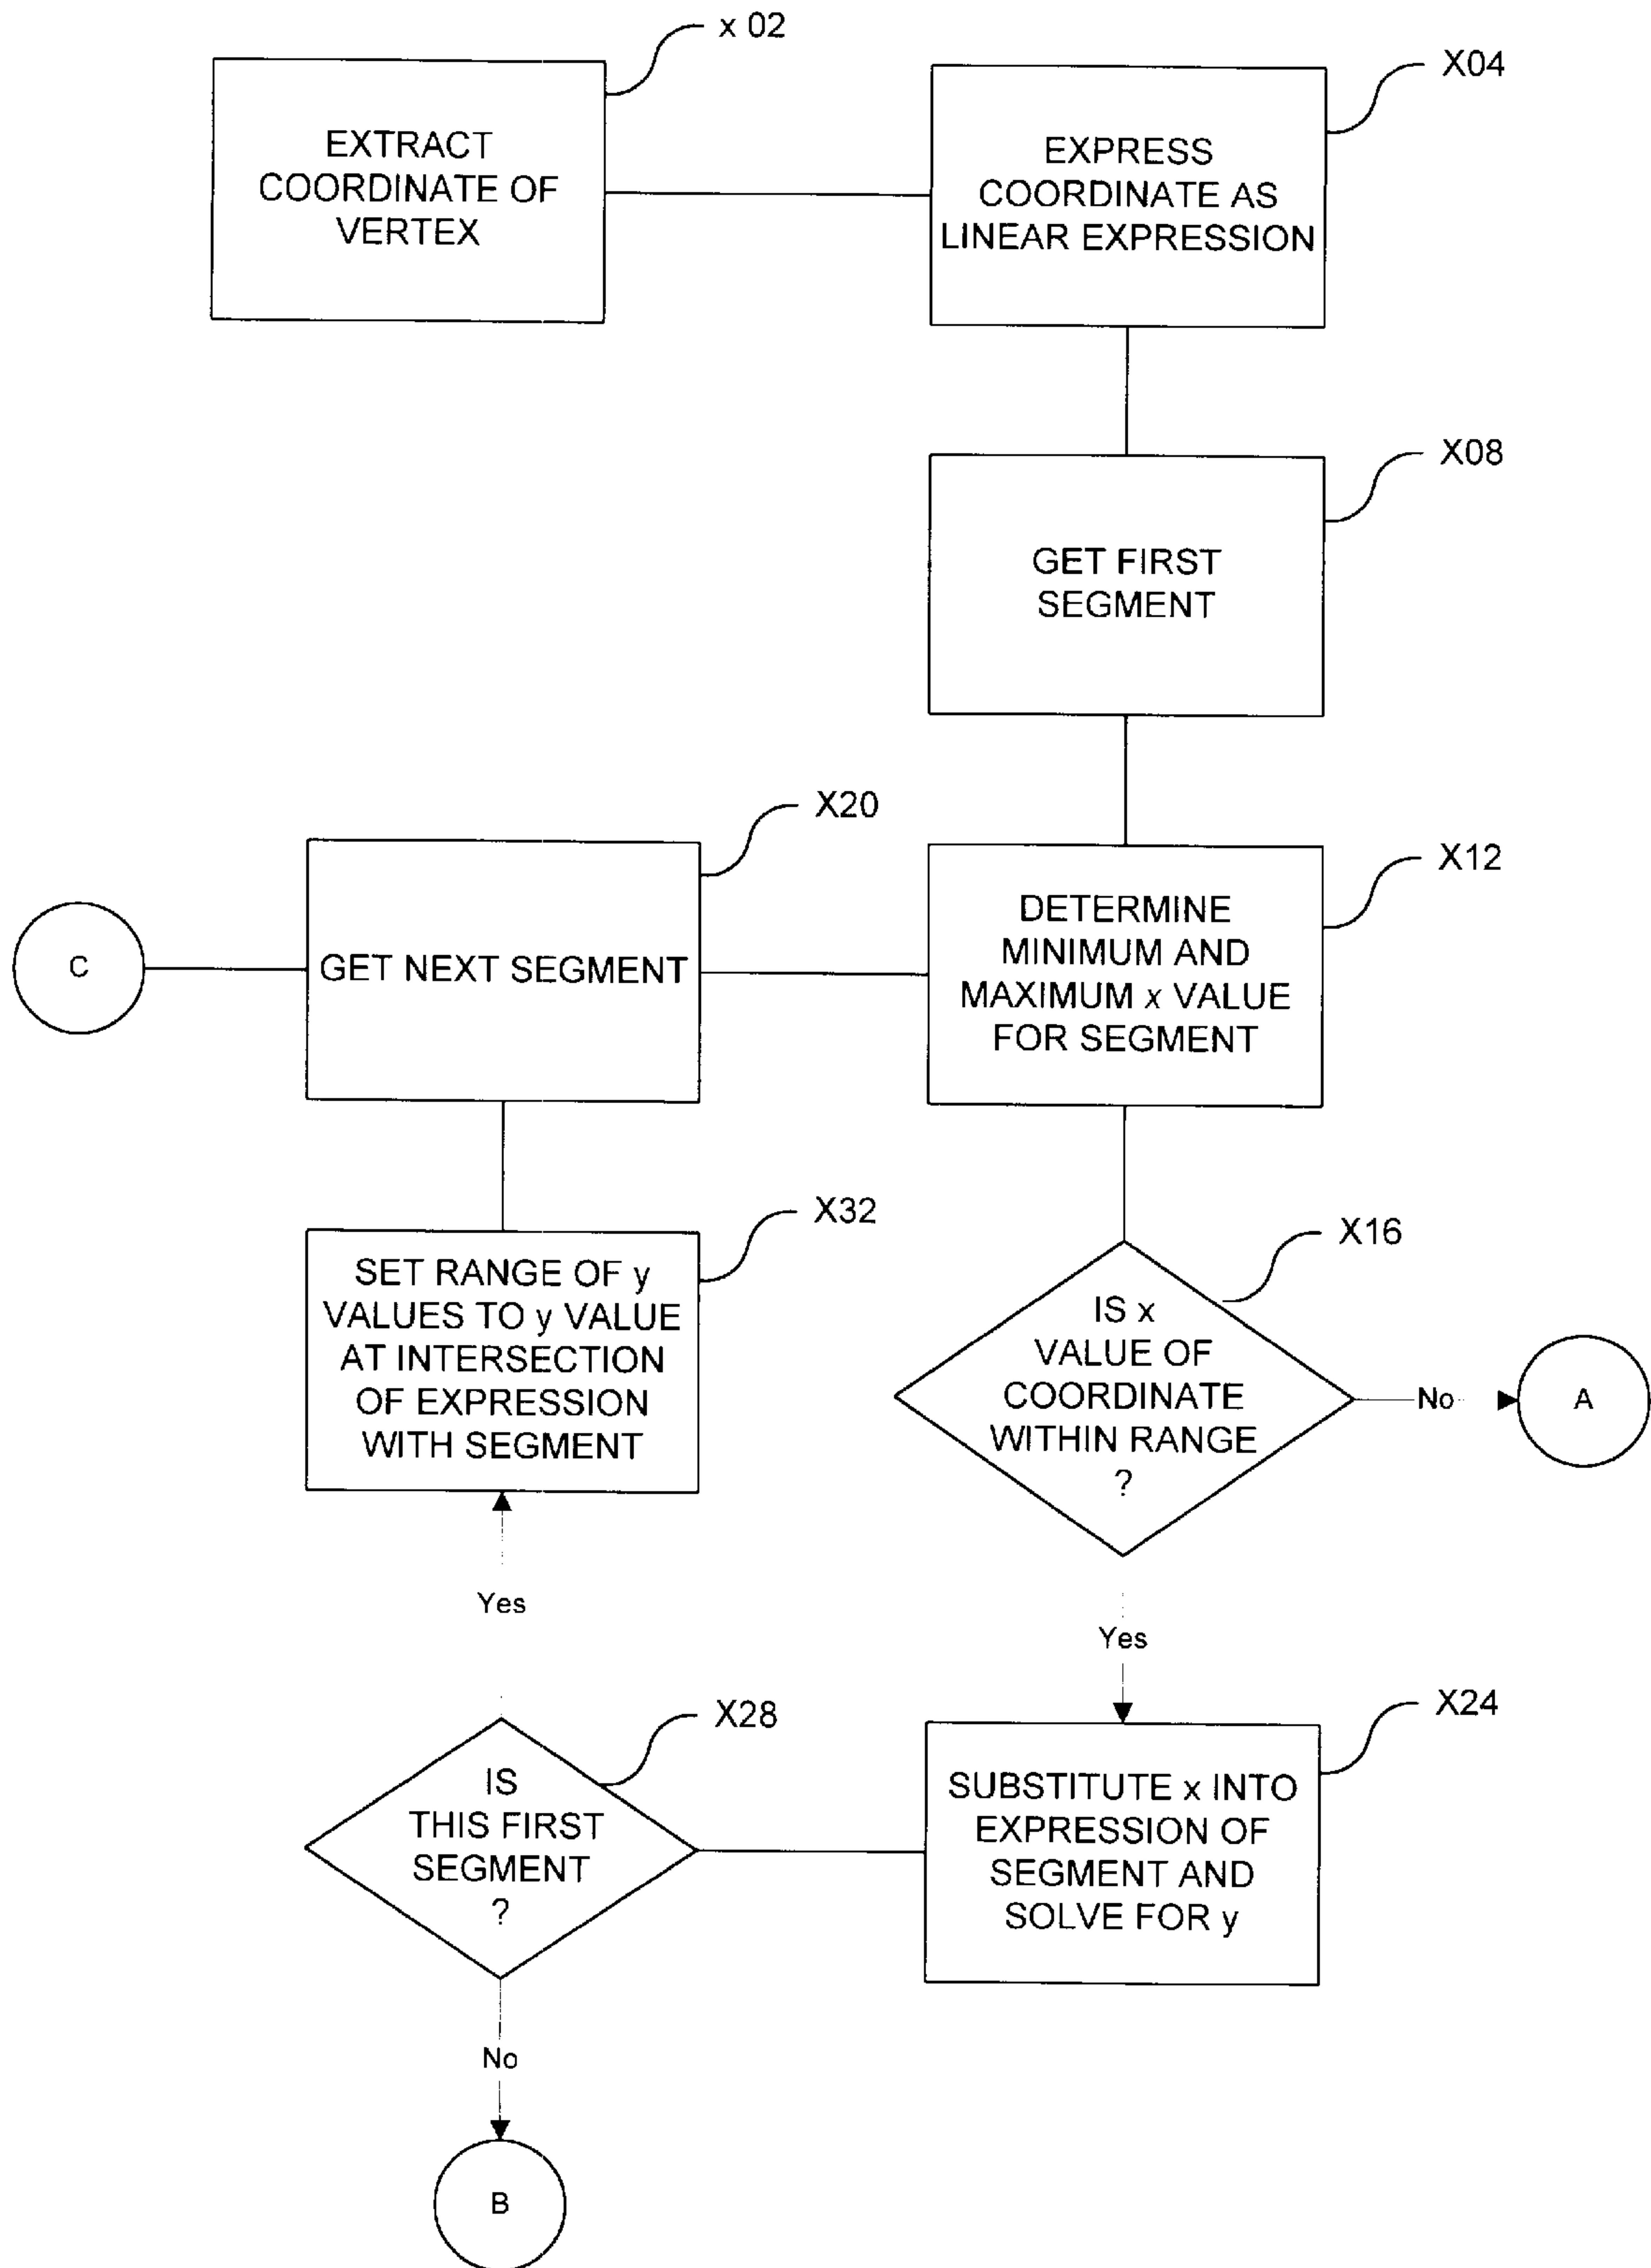 x 02
EXTRACT
COORDINATE OF
VERTEX
X04
EXPRESS
COORDINATE AS
LINEAR EXPRESSION
X08
GET FIRST
SEGMENT
X20
GET NEXT SEGMENT
C
X12
DETERMINE
MINIMUM AND
MAXIMUM x VALUE
FOR SEGMENT
X32
SET RANGE OF y
VALUES TO y VALUE
AT INTERSECTION
OF EXPRESSION
WITH SEGMENT
X16
IS x
VALUE OF
COORDINATE
WITHIN RANGE
?
No
A
Yes
Yes
X28
IS
THIS FIRST
SEGMENT
?
X24
SUBSTITUTE x INTO
EXPRESSION OF
SEGMENT AND
SOLVE FOR y
No
B